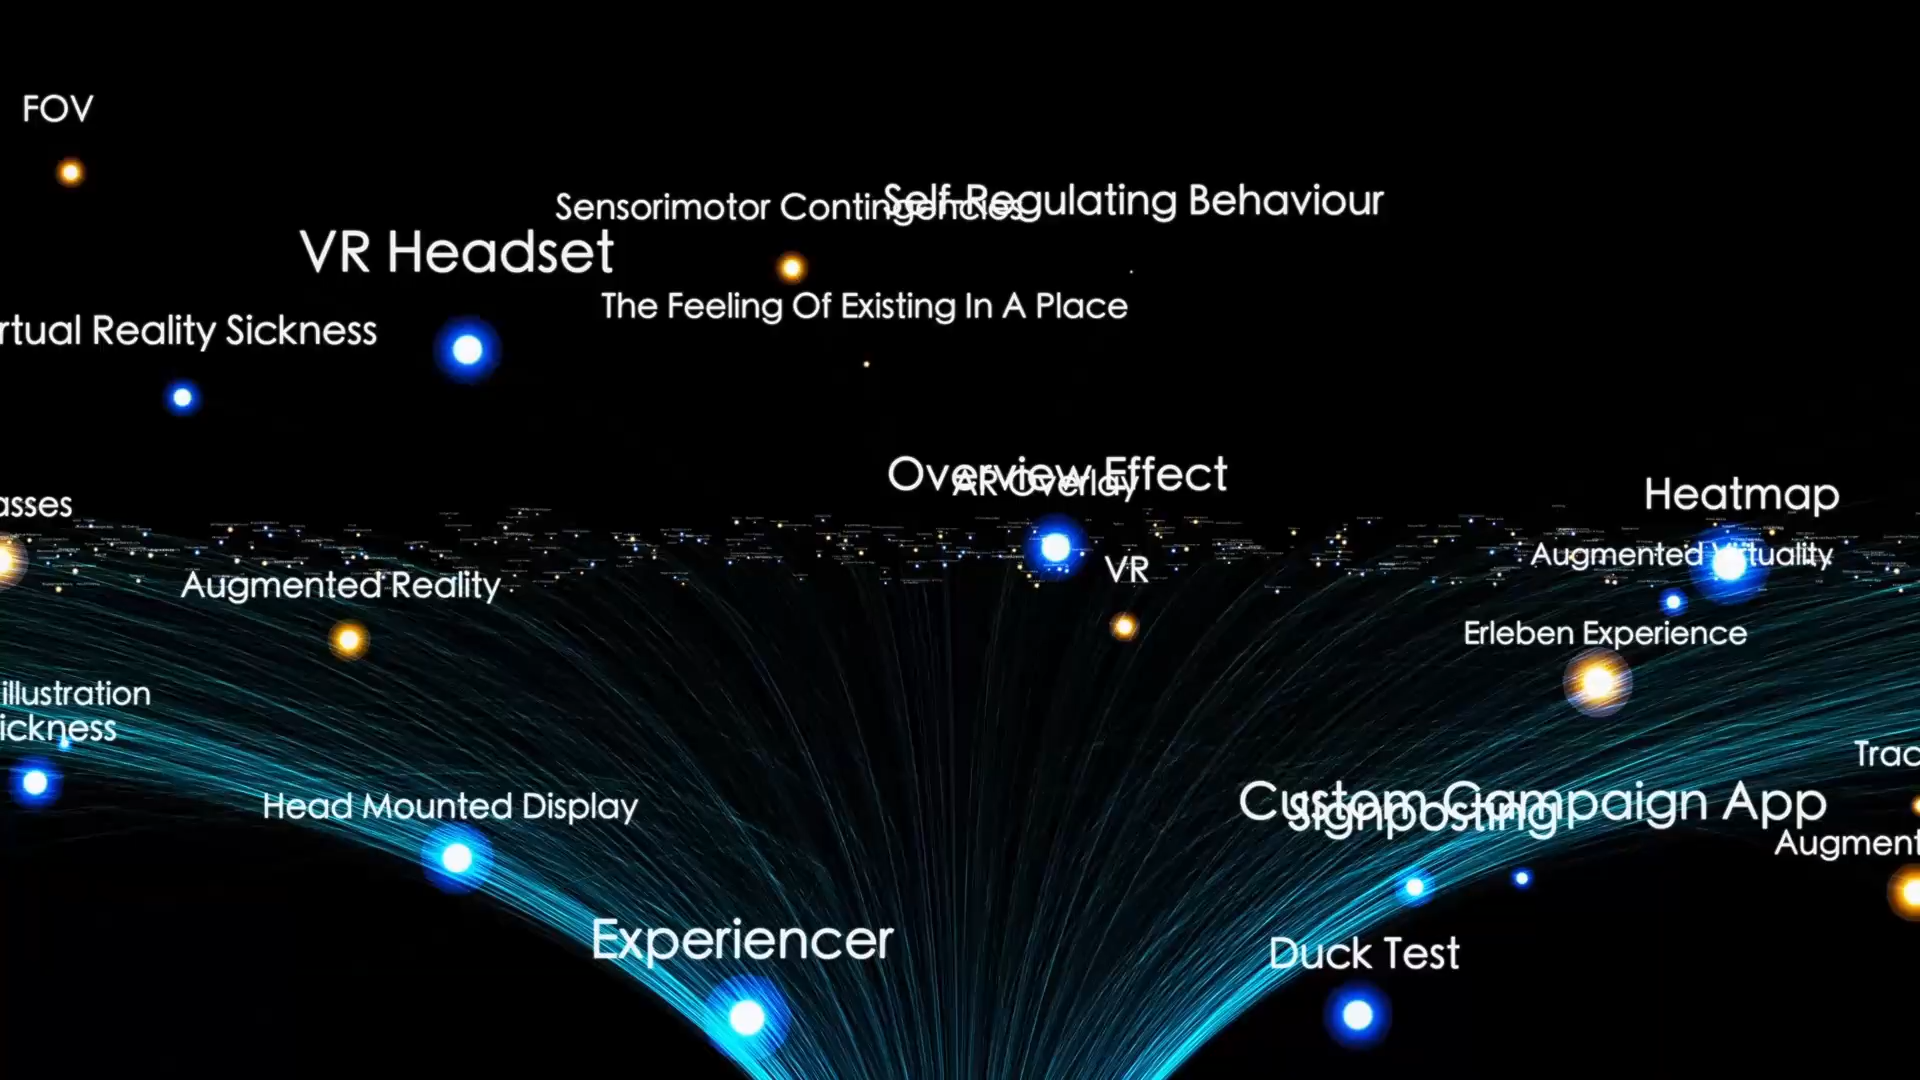 FOV
Sensorimotor Contingencies
Self-Regulating Behaviour
VR Headset
The Feeling Of Existing In A Place
rtual Reality Sickness
Overview Effect
AR Overlay
Heatmap
asses
Augmented Virtuality
VR
Augmented Reality
Erleben Experience
illustration
ickness
Trac
Custom Campaign App
Signposting
Head Mounted Display
Augment
Experiencer
Duck Test